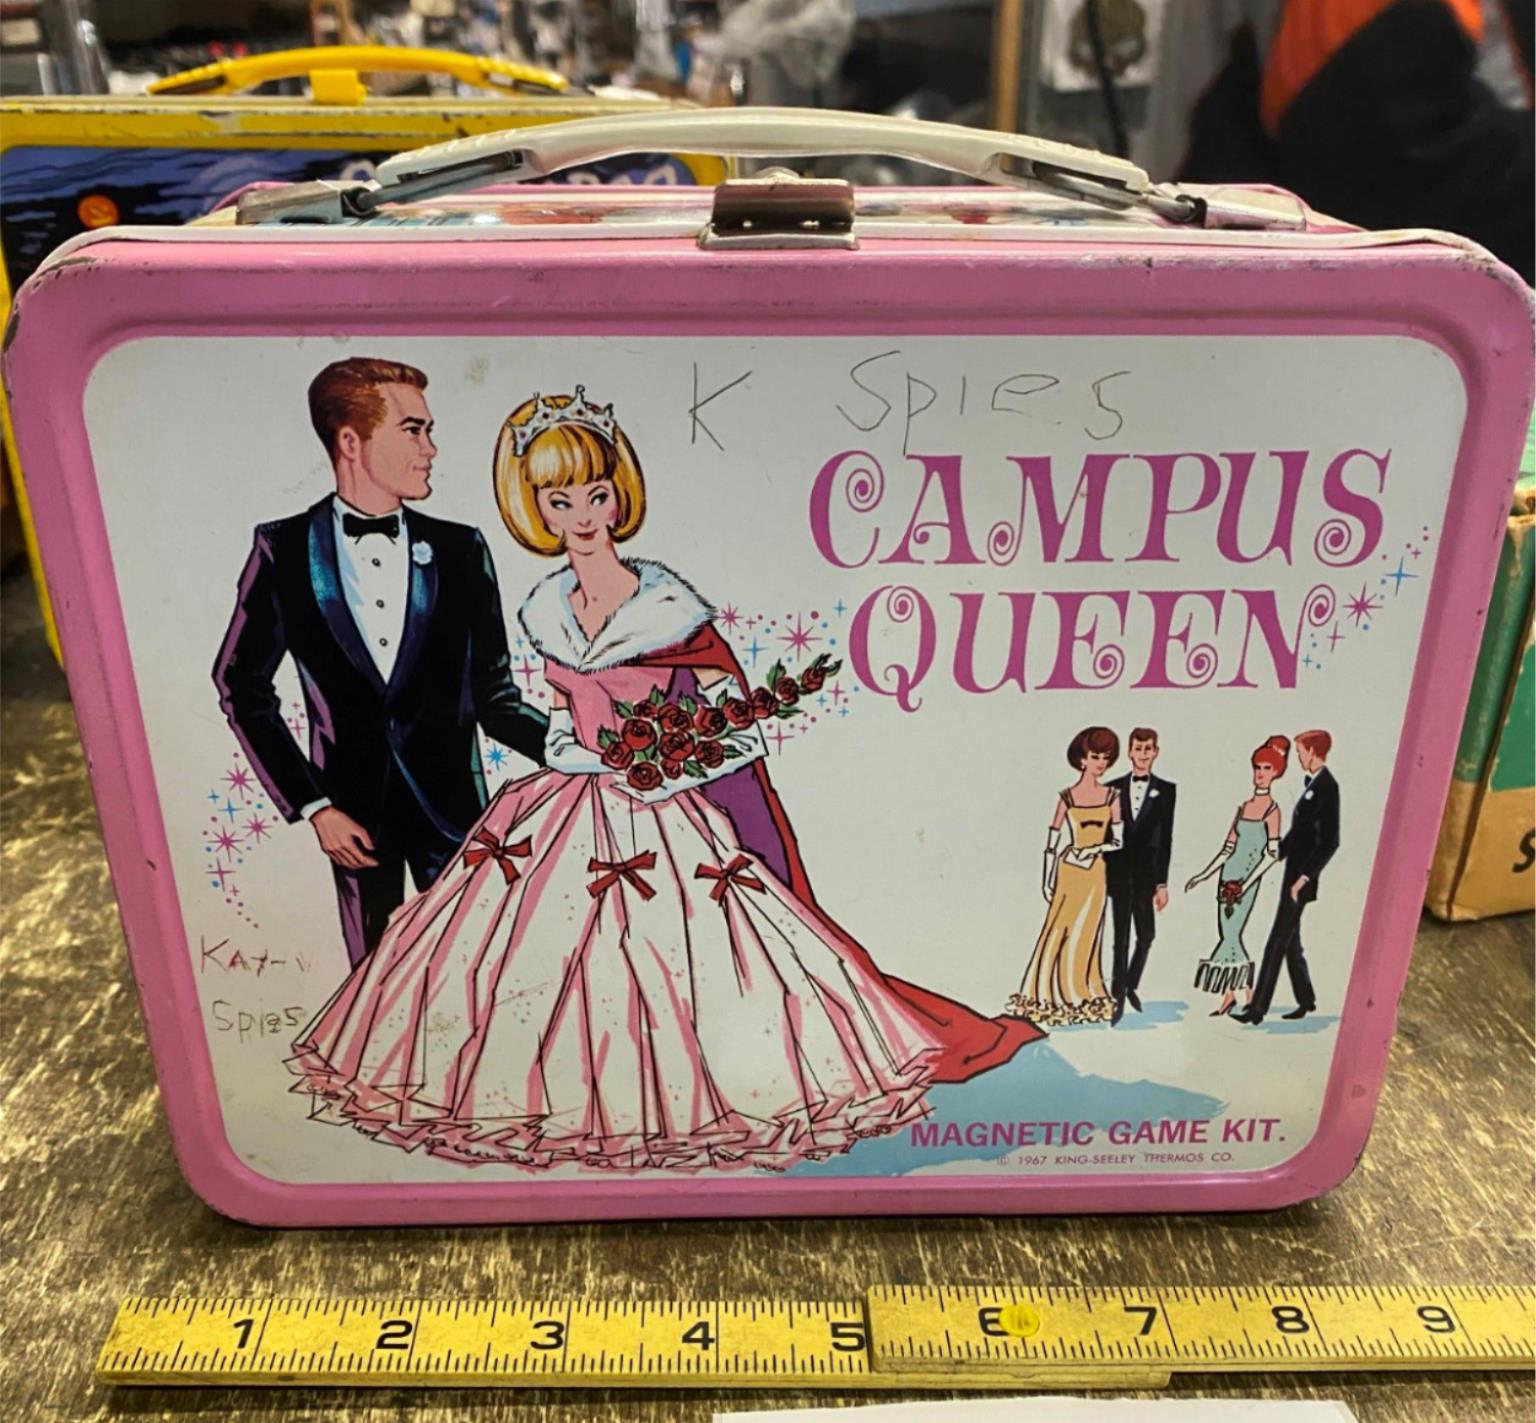 K Spies
CAMPUS
QUEEN
Spies
MAGNETIC GAME KIT.
© 1967 KING-SEELEY THERMOS CO.
1 2 3 4 5 6 7 8 9